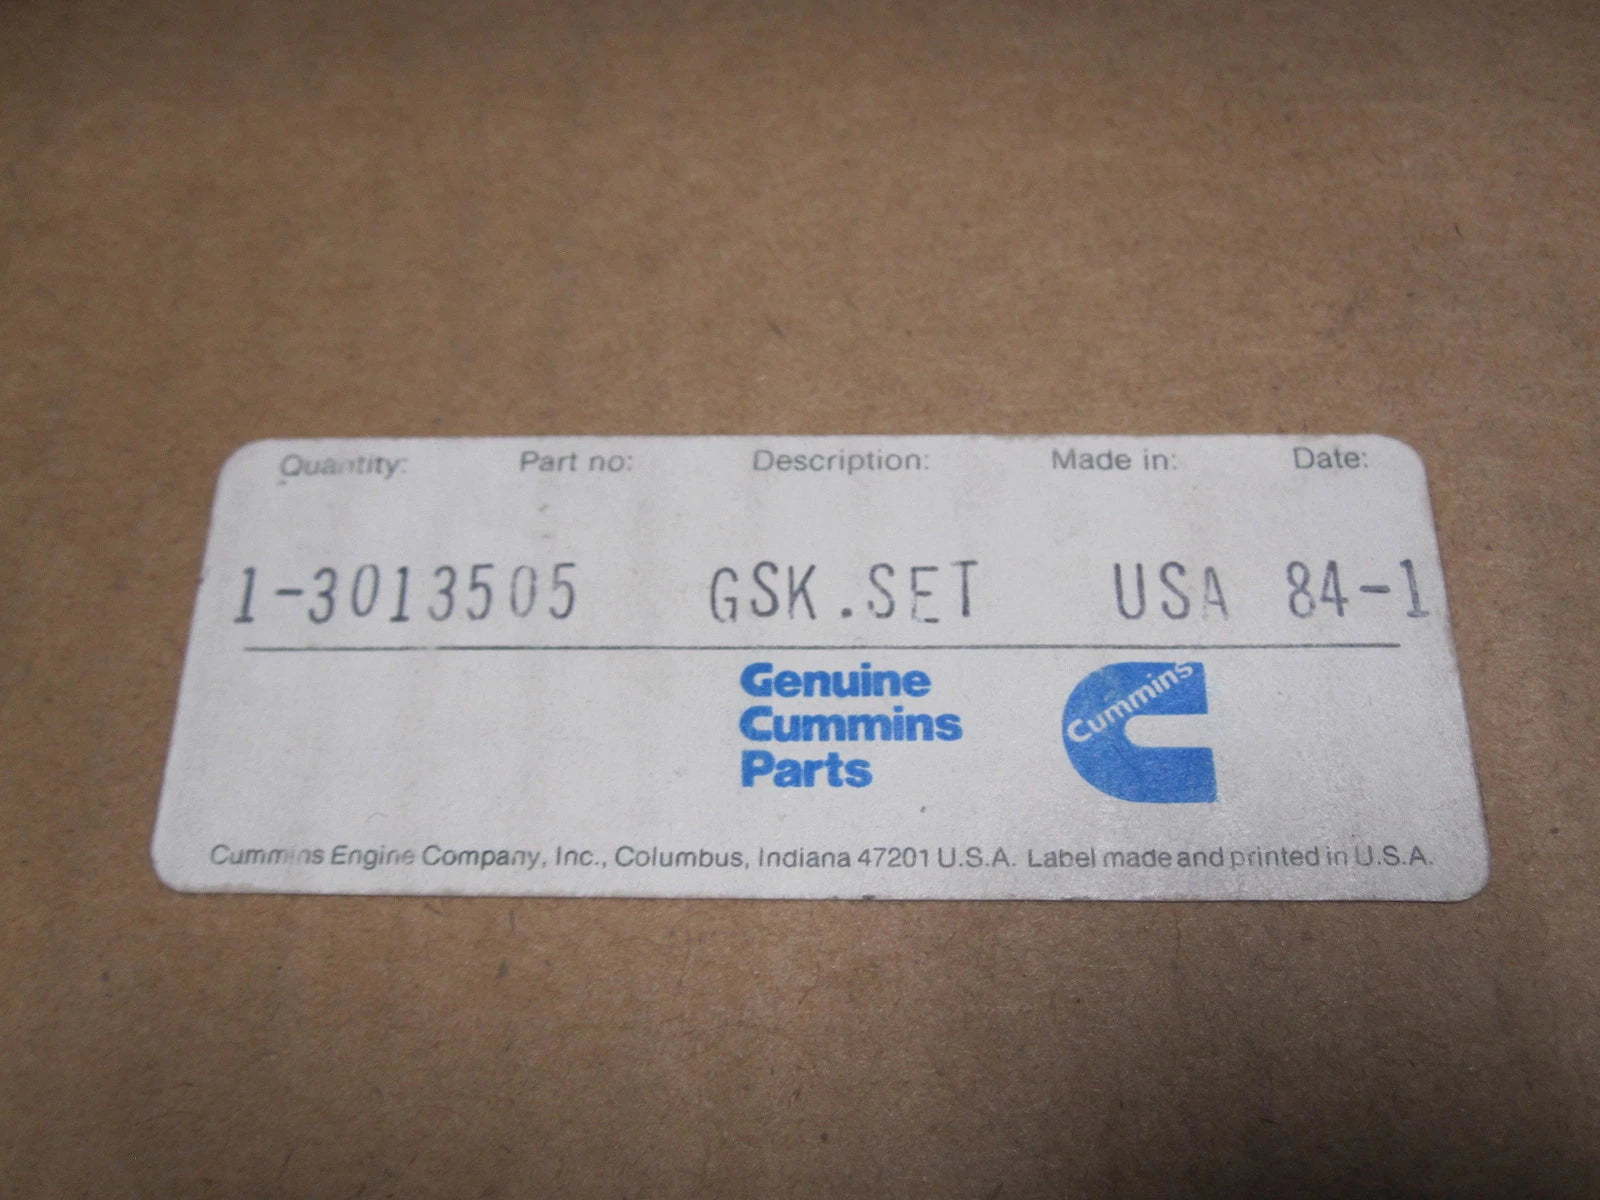 Quantity: Part no: Description: Made in: Date:
1-3013505 GSK.SET USA 84-1
Genuine
Cummins
Parts
Cummins
Cummins Engine Company, Inc., Columbus, Indiana 47201 U.S.A. Label made and printed in U.S.A.